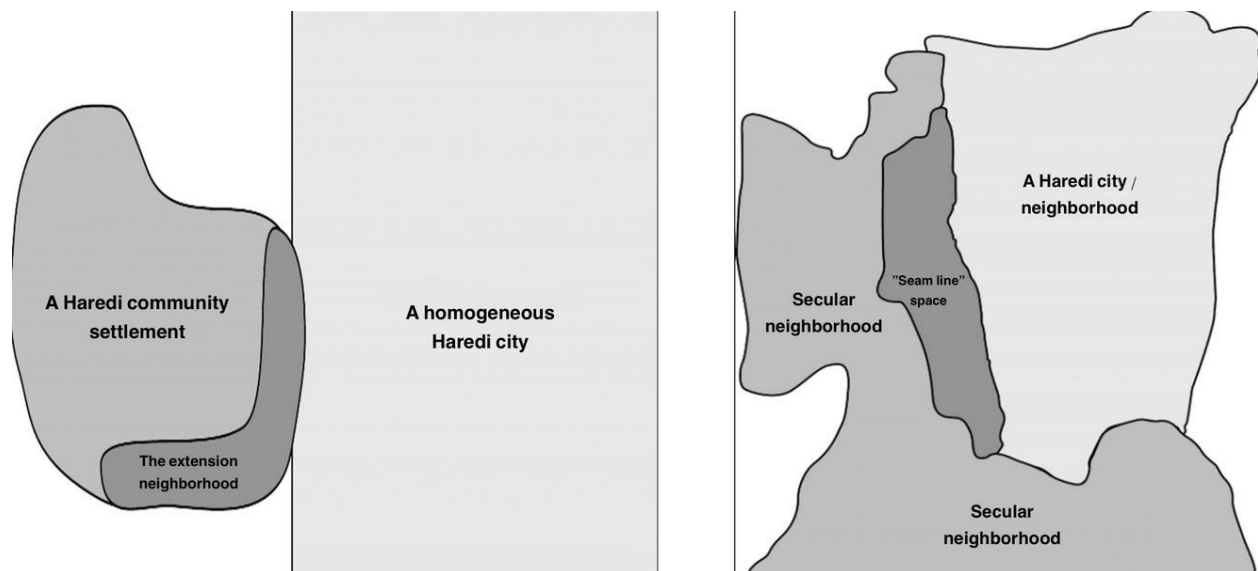 A Haredi community
settlement
The extension
neighborhood
A homogeneous
Haredi city
Secular
neighborhood
"Seam line"
space
A Haredi city /
neighborhood
Secular
neighborhood